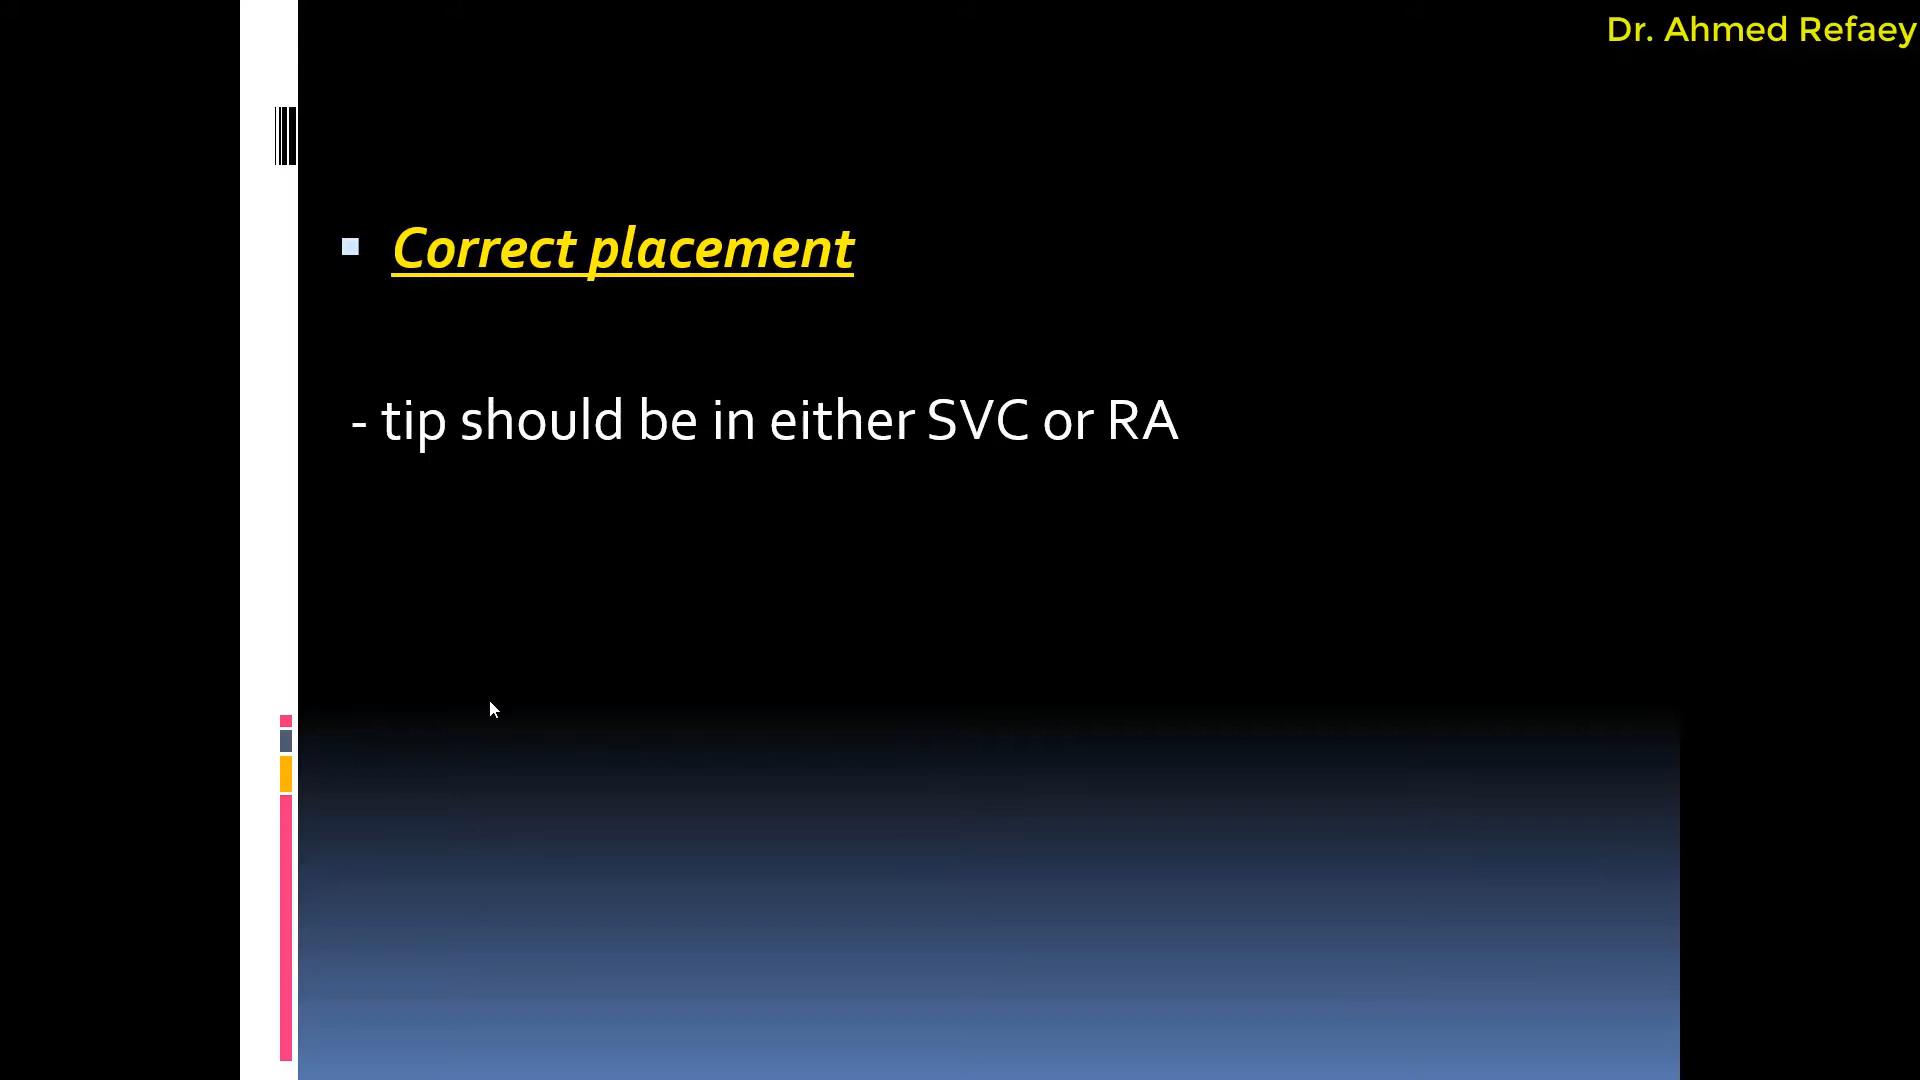 Dr. Ahmed Refaey
Correct placement
- tip should be in either SVC or RA